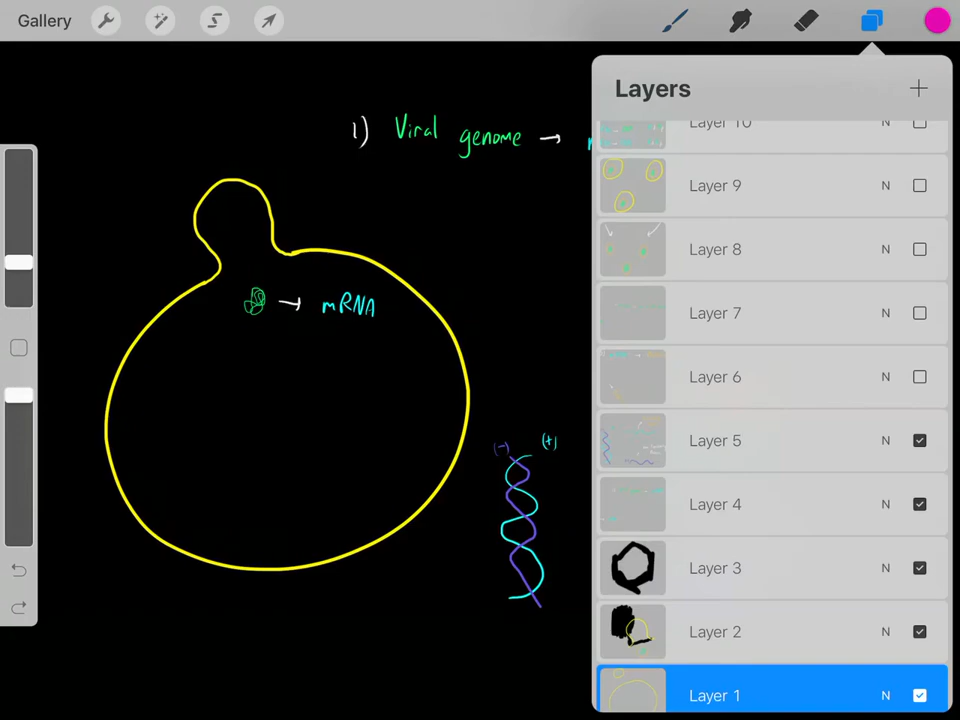 Gallery
Layers
1) Viral genome →
Layer 10
Layer 9 N
Layer 8 N
Layer 7 N
Layer 6 N
→ mRNA
Layer 5 N
(-) (+)
Layer 4 N
Layer 3 N
Layer 2 N
Layer 1 N